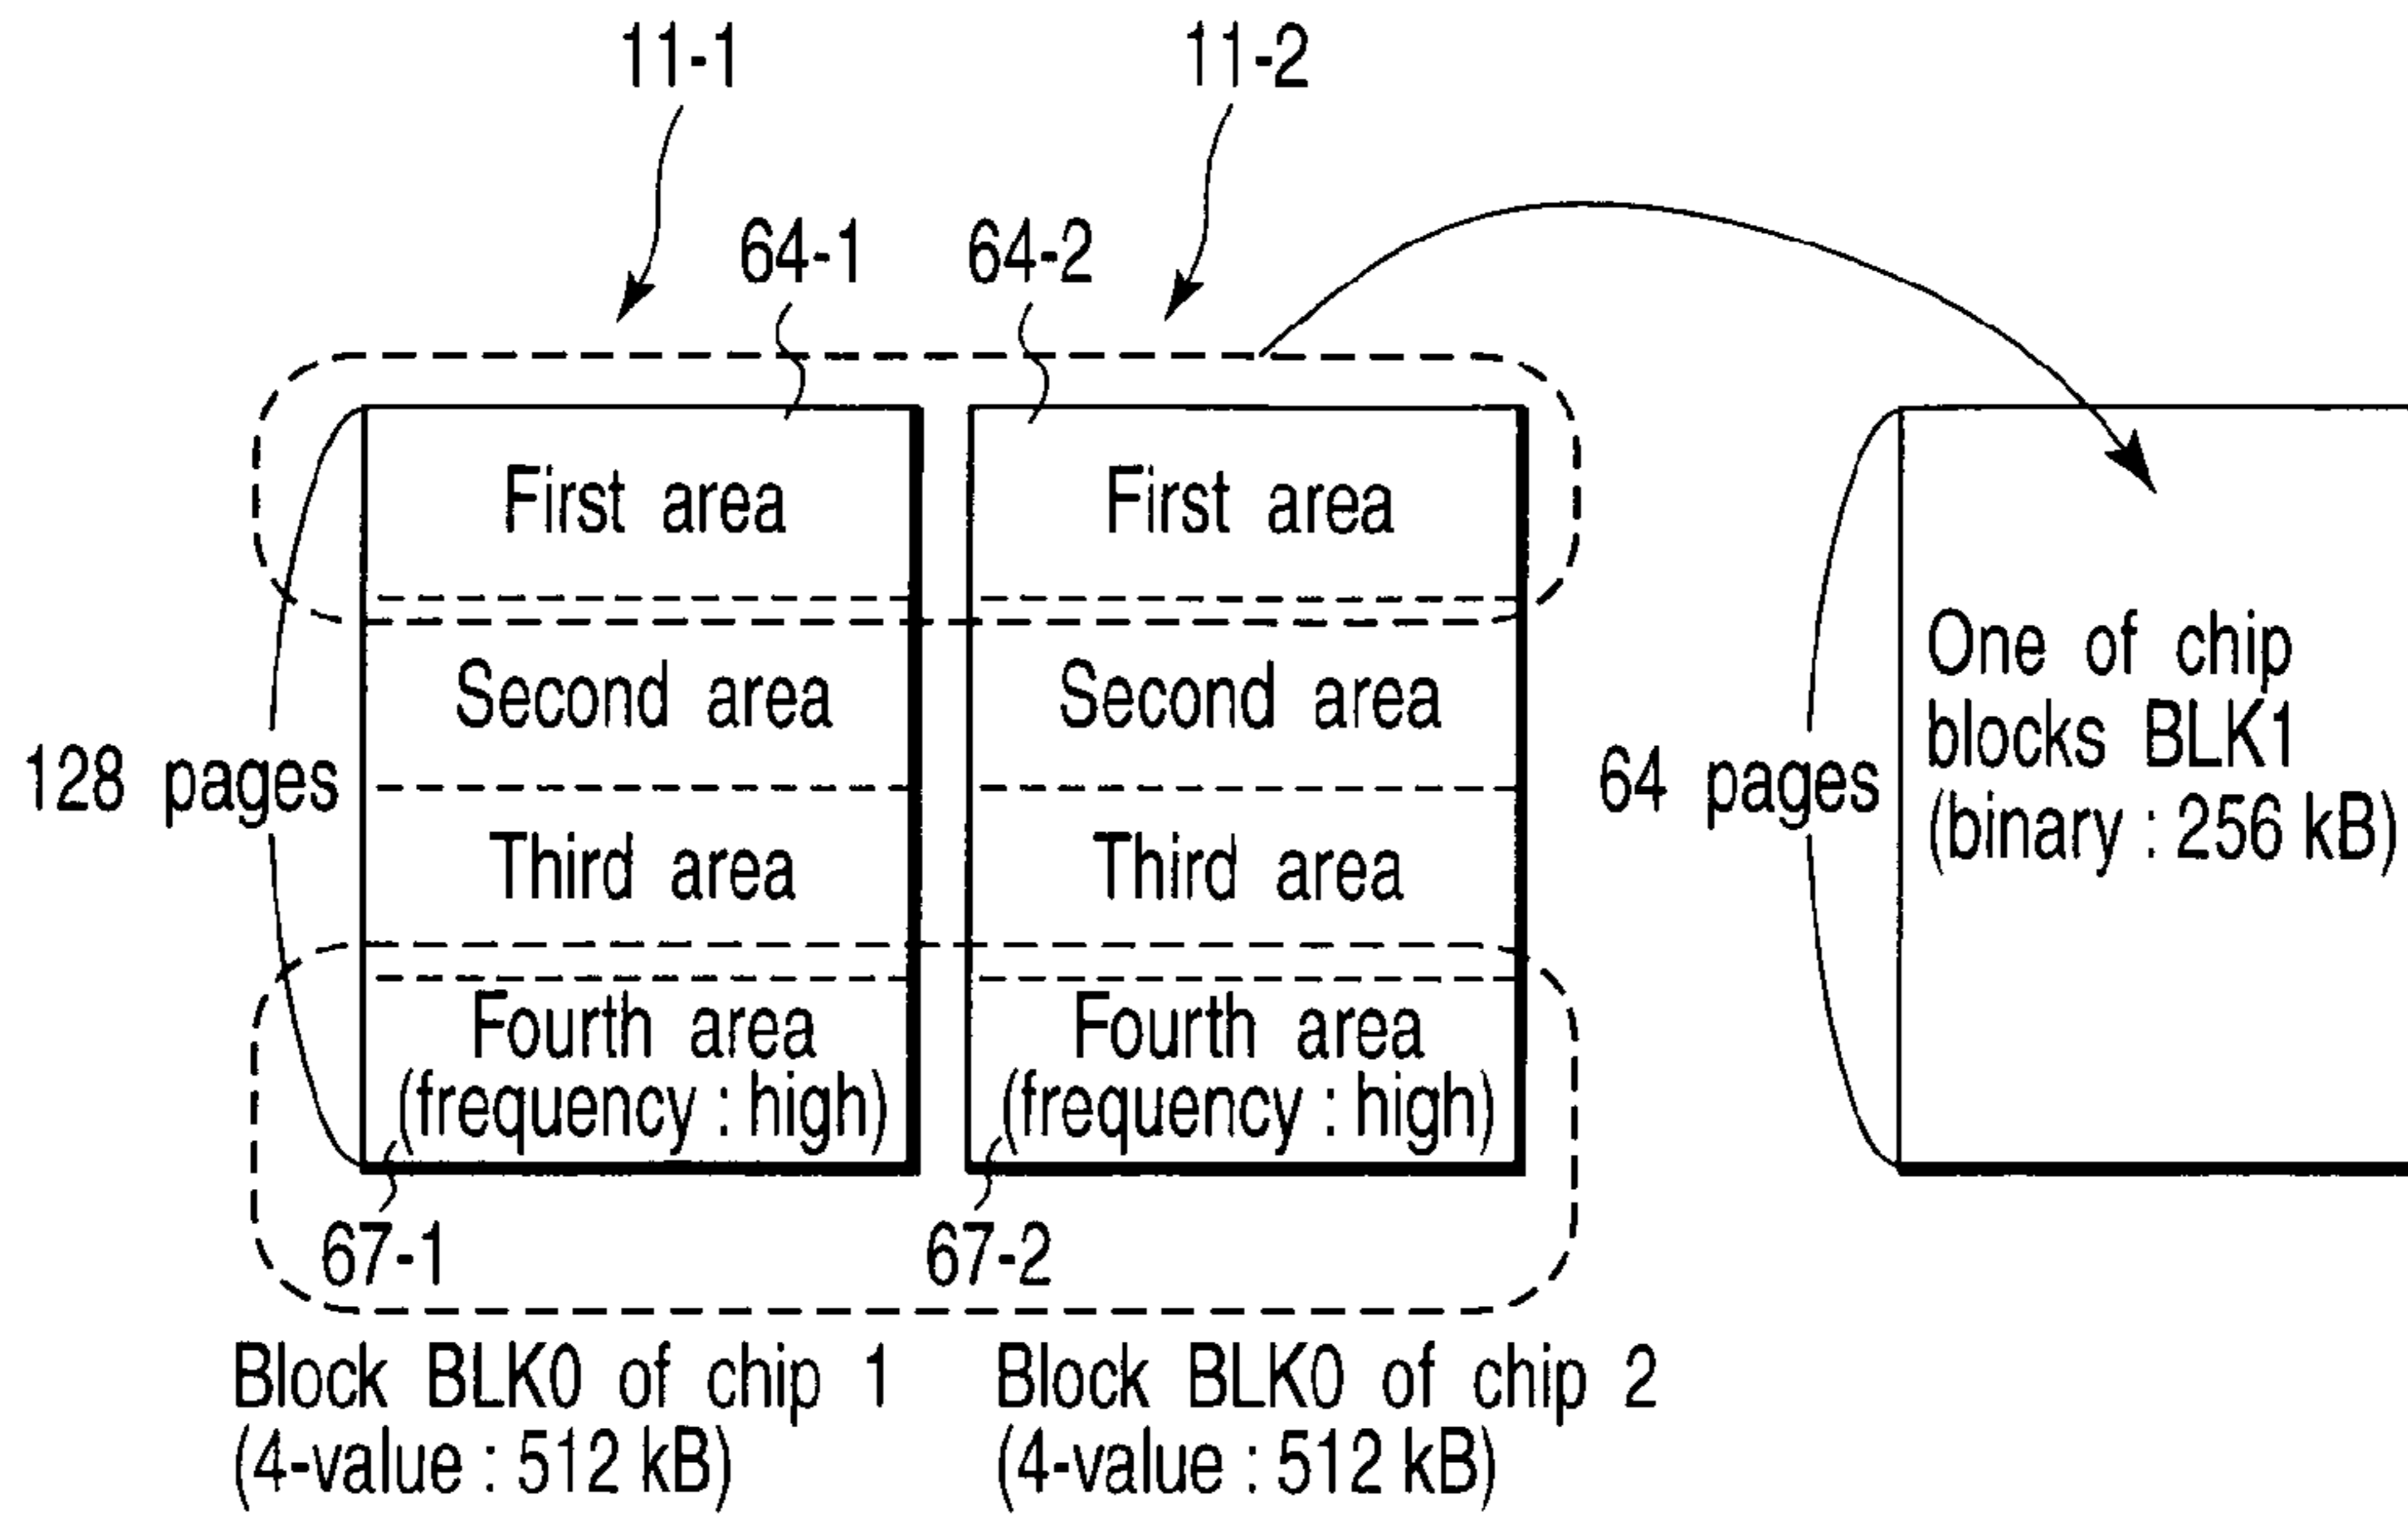 11-1
11-2
64-1
64-2
First area
First area
Second area
Second area
Third area
Third area
Fourth area
(frequency : high)
Fourth area
(frequency : high)
128 pages
64 pages
One of chip
blocks BLK1
(binary : 256 kB)
67-1
67-2
Block BLK0 of chip 1
(4-value : 512 kB)
Block BLK0 of chip 2
(4-value : 512 kB)